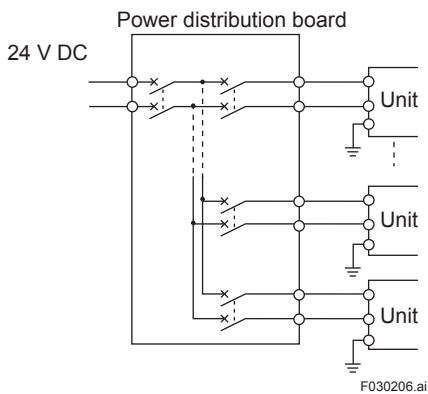 Power distribution board
24 V DC
Unit
Unit
Unit
F030206.ai